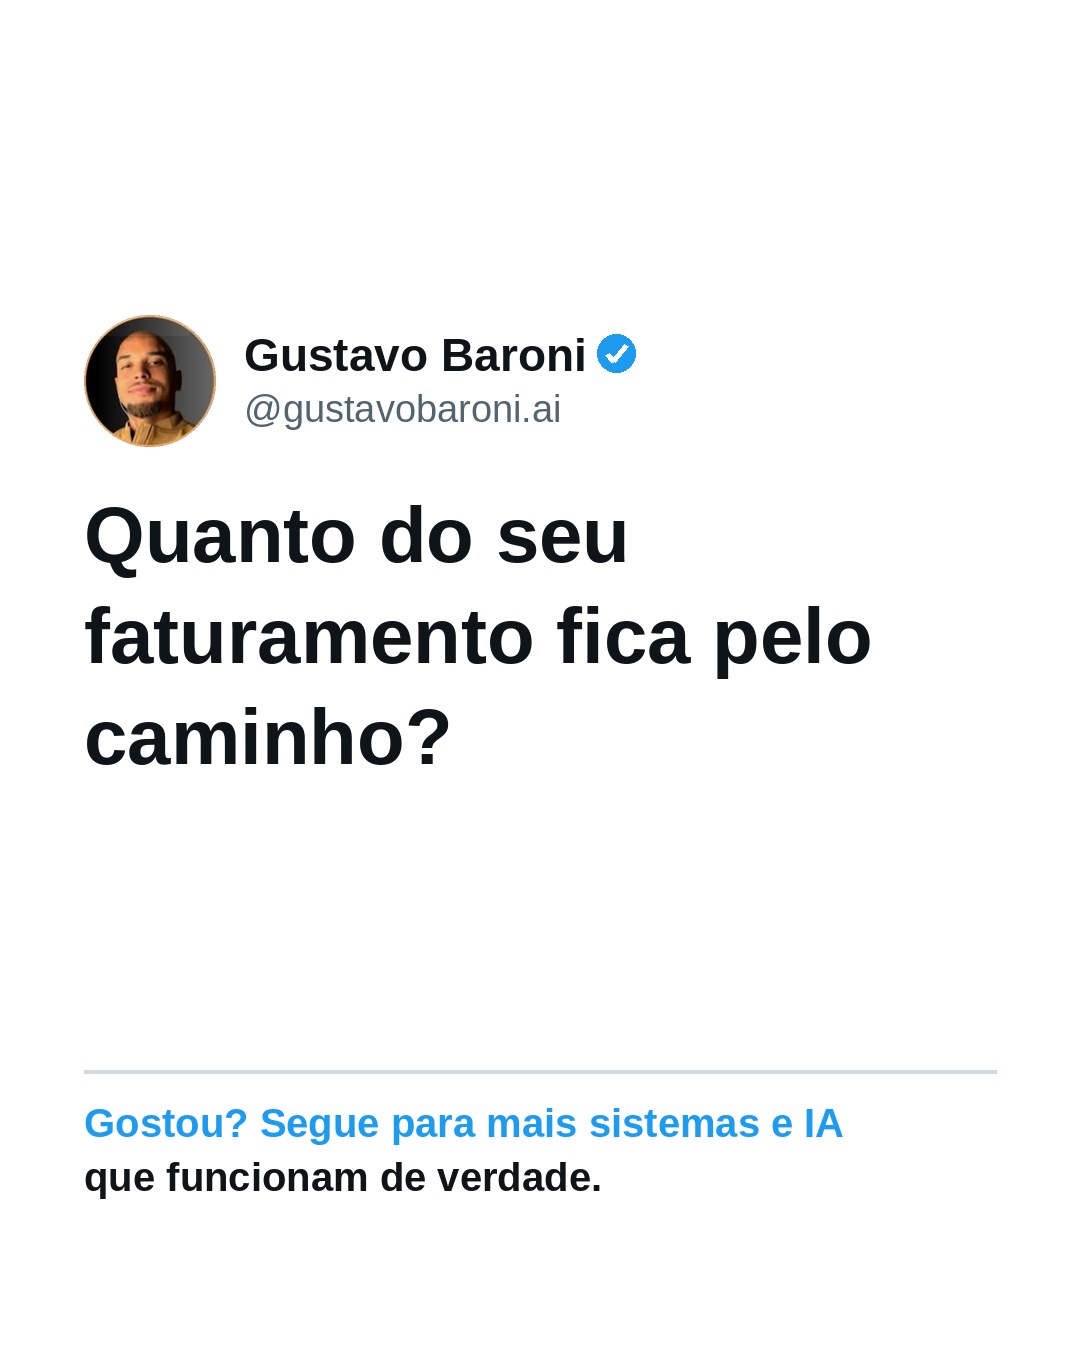 Gustavo Baroni
@gustavobaroni.ai
Quanto do seu
faturamento fica pelo
caminho?
Gostou? Segue para mais sistemas e IA
que funcionam de verdade.